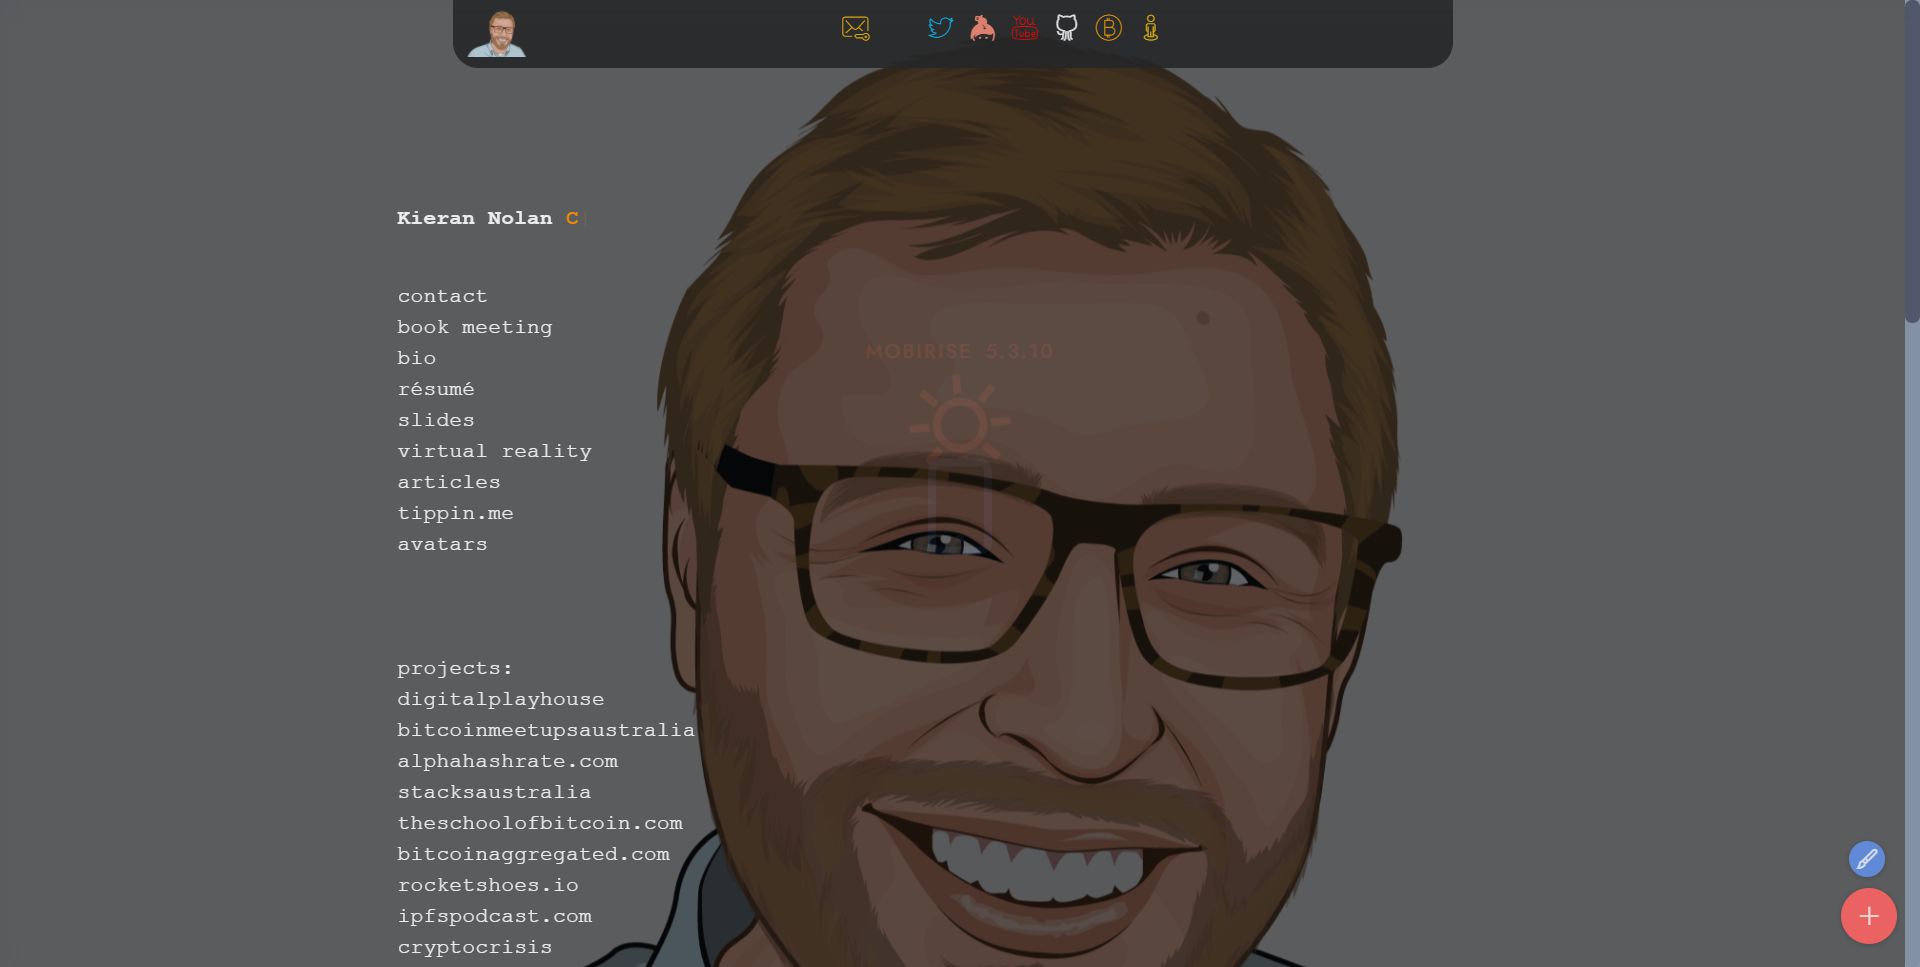 You
Tube
Kieran Nolan C
contact
book meeting
bio
résumé
slides
virtual reality
articles
tippin.me
avatars
MOBIRISE 5.3.10
projects:
digitalplayhouse
bitcoinmeetupsaustralia
alphahashrate.com
stacksaustralia
theschoolofbitcoin.com
bitcoinaggregated.com
rocketshoes.io
ipfspodcast.com
cryptocrisis